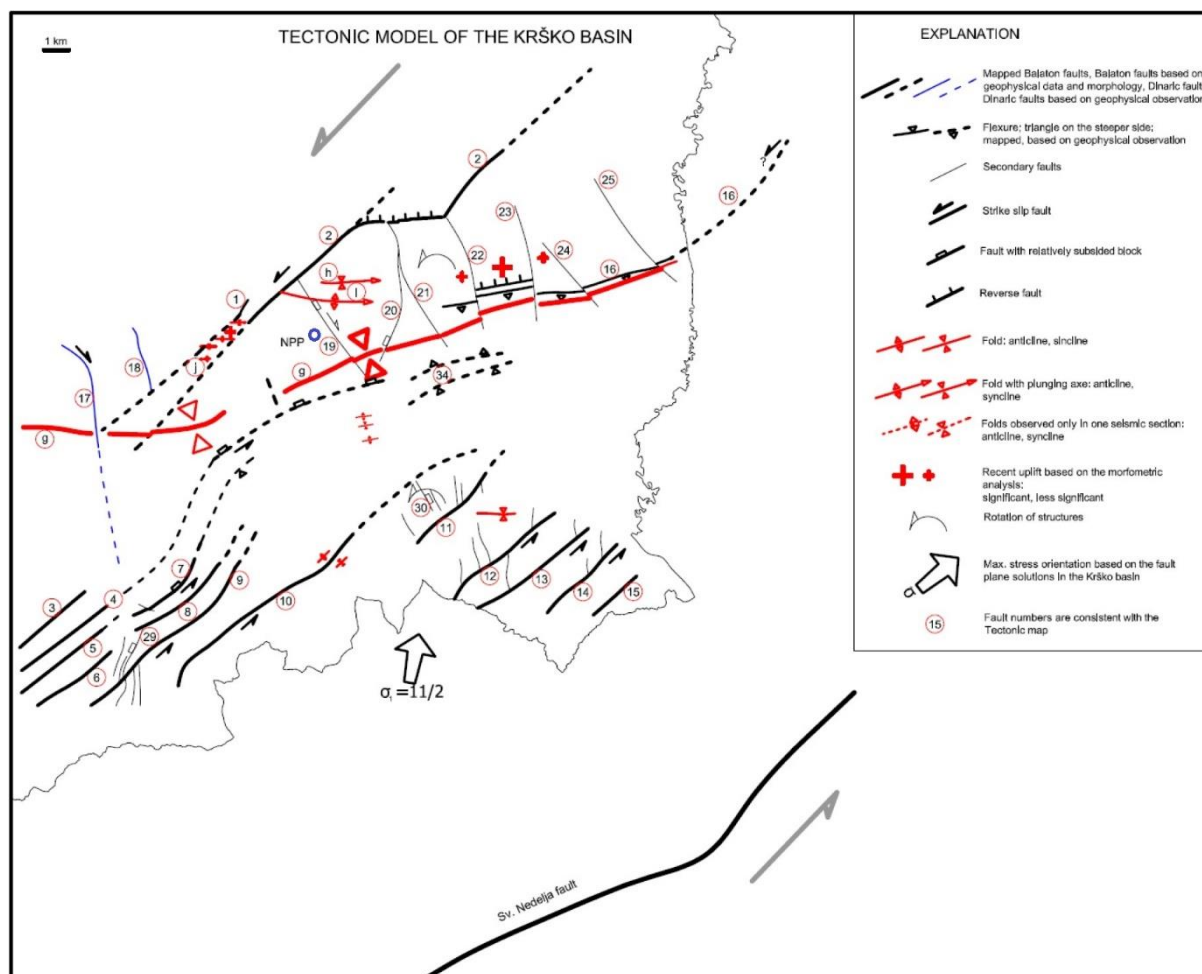 1 km
TECTONIC MODEL OF THE KRŠKO BASIN
2
2
25
16
?
23
24
22
16
h
l
21
20
1
NPP
19
j
18
17
g
g
34
30
11
7
9
8
10
12
13
14
15
3
4
5
29
6
σ₁ =11/2
Sv. Nedelja fault
EXPLANATION
Mapped Balaton faults, Balaton faults based on
geophysical data and morphology, Dinaric fault
Dinaric faults based on geophysical observation
Flexure; triangle on the steeper side;
mapped, based on geophysical observation
Secondary faults
Strike slip fault
Fault with relatively subsided block
Reverse fault
Fold: anticline, sincline
Fold with plunging axe: anticline,
syncline
Folds observed only in one seismic section:
anticline, syncline
Recent uplift based on the morfometric
analysis:
significant, less significant
Rotation of structures
Max. stress orientation based on the fault
plane solutions in the Krško basin
15
Fault numbers are consistent with the
Tectonic map